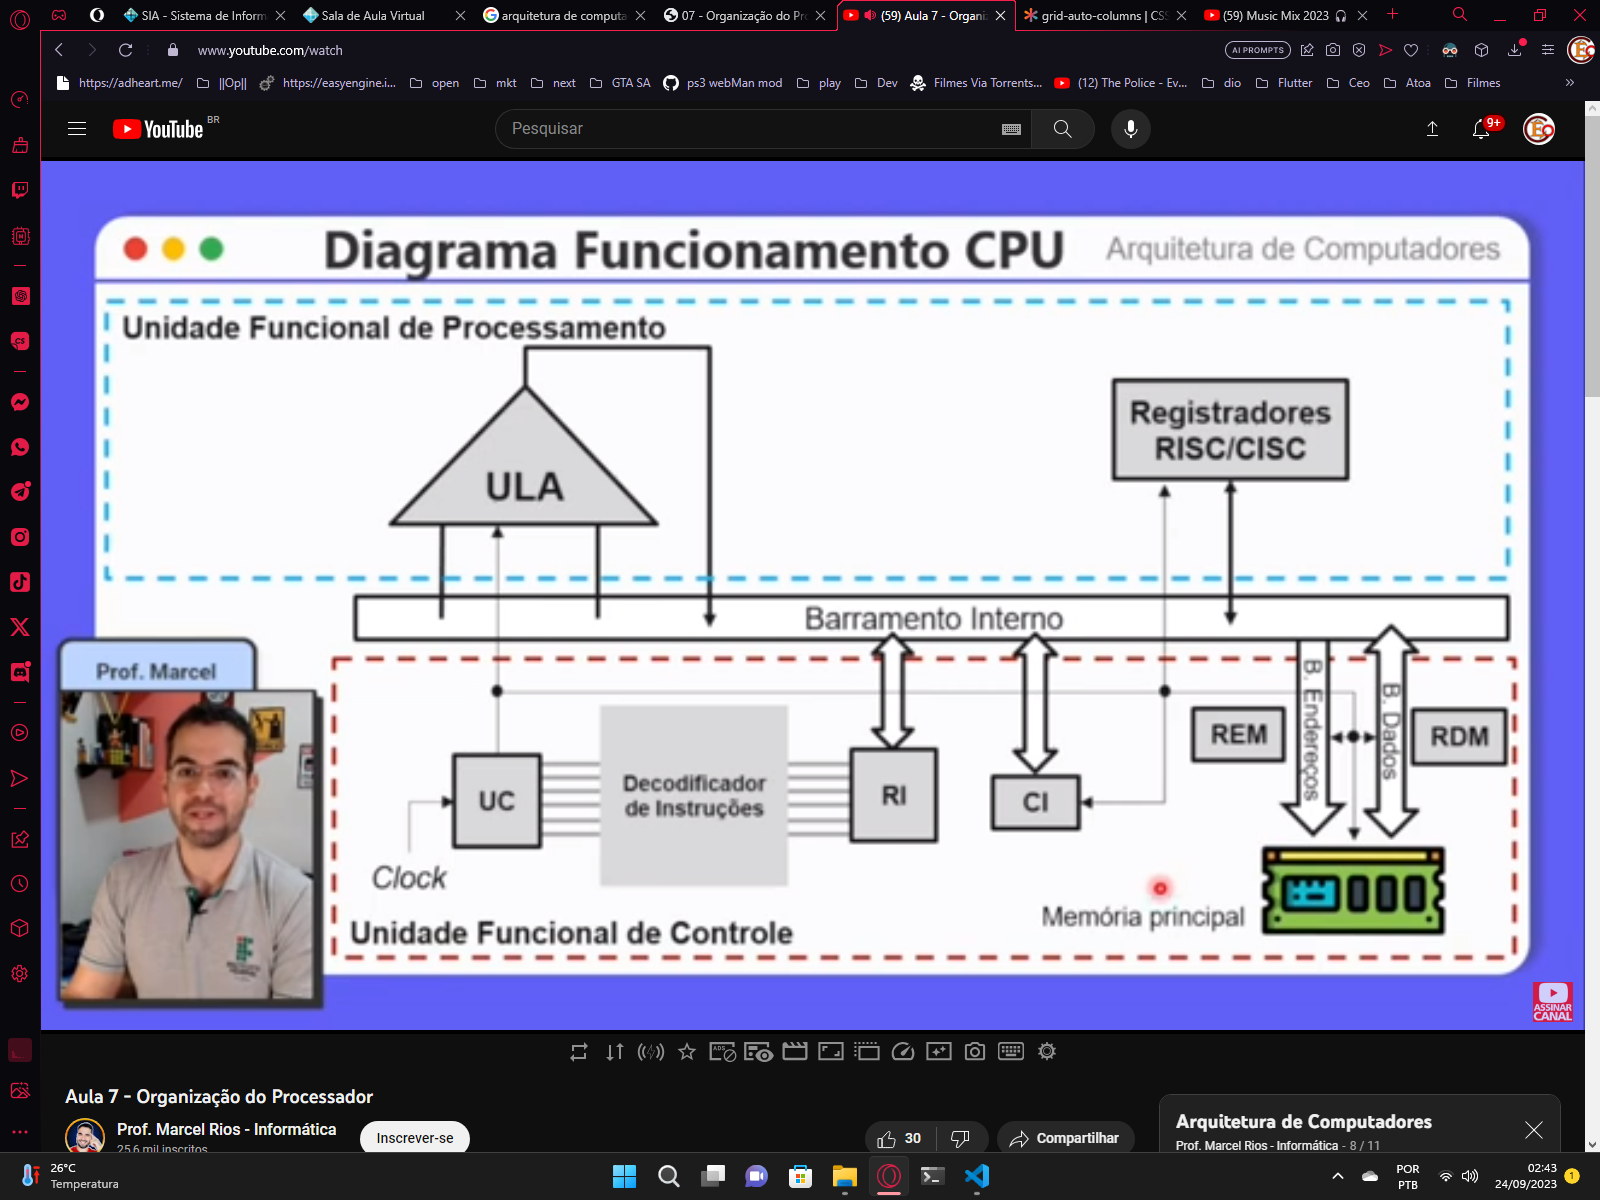 SIA - Sistema de Inform
Sala de Aula Virtual
arquitetura de computa
07 - Organização do Pr
(59) Aula 7 - Organi
grid-auto-columns | CS
(59) Music Mix 2023
www.youtube.com/watch
AI PROMPTS
https://adheart.me/
||Op||
https://easyengine.i...
open
mkt
next
GTA SA
ps3 webMan mod
play
Dev
Filmes Via Torrents...
(12) The Police - Ev...
dio
Flutter
Ceo
Atoa
Filmes
YouTube BR
Pesquisar
9+
Diagrama Funcionamento CPU
Arquitetura de Computadores
Unidade Funcional de Processamento
ULA
Registradores
RISC/CISC
Barramento Interno
Prof. Marcel
B. Endereços
B. Dados
REM
RDM
UC
Decodificador
de Instruções
RI
CI
Clock
Memória principal
Unidade Funcional de Controle
ASSINAR
CANAL
Aula 7 - Organização do Processador
Prof. Marcel Rios - Informática
25,6 mil inscritos
Inscrever-se
30
Compartilhar
Arquitetura de Computadores
Prof. Marcel Rios - Informática - 8 / 11
26°C
Temperatura
POR
PTB
02:43
24/09/2023
1